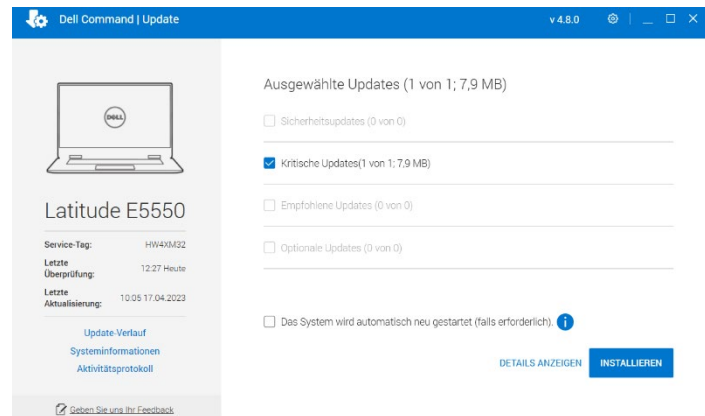 Dell Command | Update
v 4.8.0
DELL
Latitude E5550
Service-Tag: HW4XM32
Letzte Überprüfung: 12:27 Heute
Letzte Aktualisierung: 10:05 17.04.2023
Update-Verlauf
Systeminformationen
Aktivitätsprotokoll
Geben Sie uns Ihr Feedback
Ausgewählte Updates (1 von 1; 7,9 MB)
Sicherheitsupdates (0 von 0)
Kritische Updates(1 von 1; 7,9 MB)
Empfohlene Updates (0 von 0)
Optionale Updates (0 von 0)
Das System wird automatisch neu gestartet (falls erforderlich).
DETAILS ANZEIGEN
INSTALLIEREN